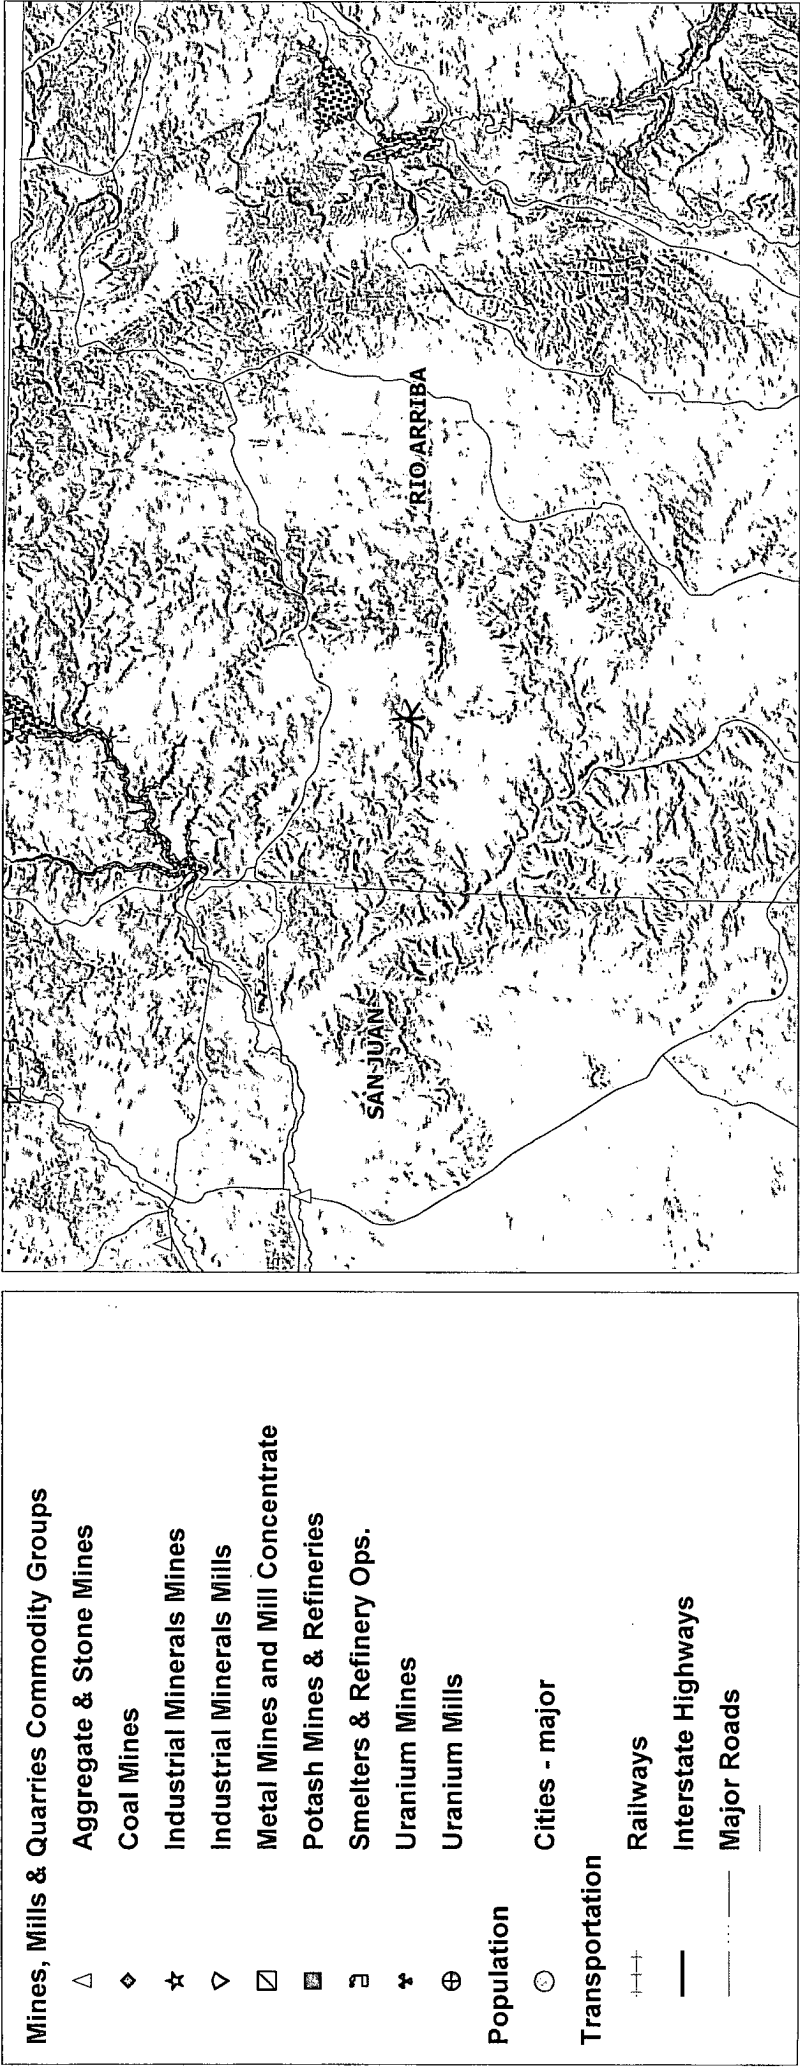 Mines, Mills & Quarries Commodity Groups
Aggregate & Stone Mines
Coal Mines
Industrial Minerals Mines
Industrial Minerals Mills
Metal Mines and Mill Concentrate
Potash Mines & Refineries
Smelters & Refinery Ops.
Uranium Mines
Uranium Mills
Population
Cities - major
Transportation
Railways
Interstate Highways
Major Roads
SAN JUAN
RIO ARRIBA